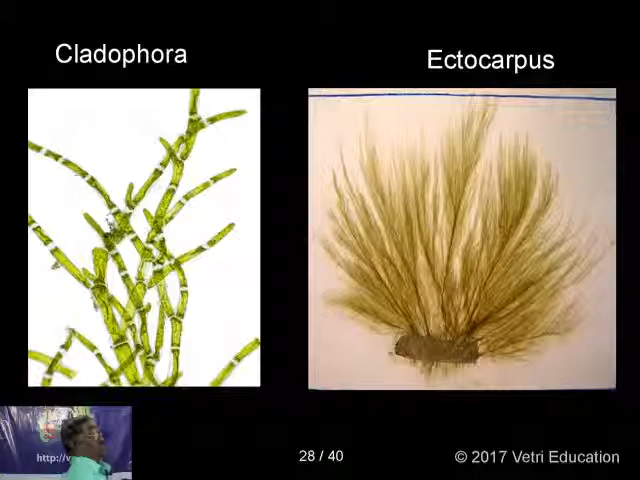 Cladophora
Ectocarpus
http://v
28 / 40
© 2017 Vetri Education